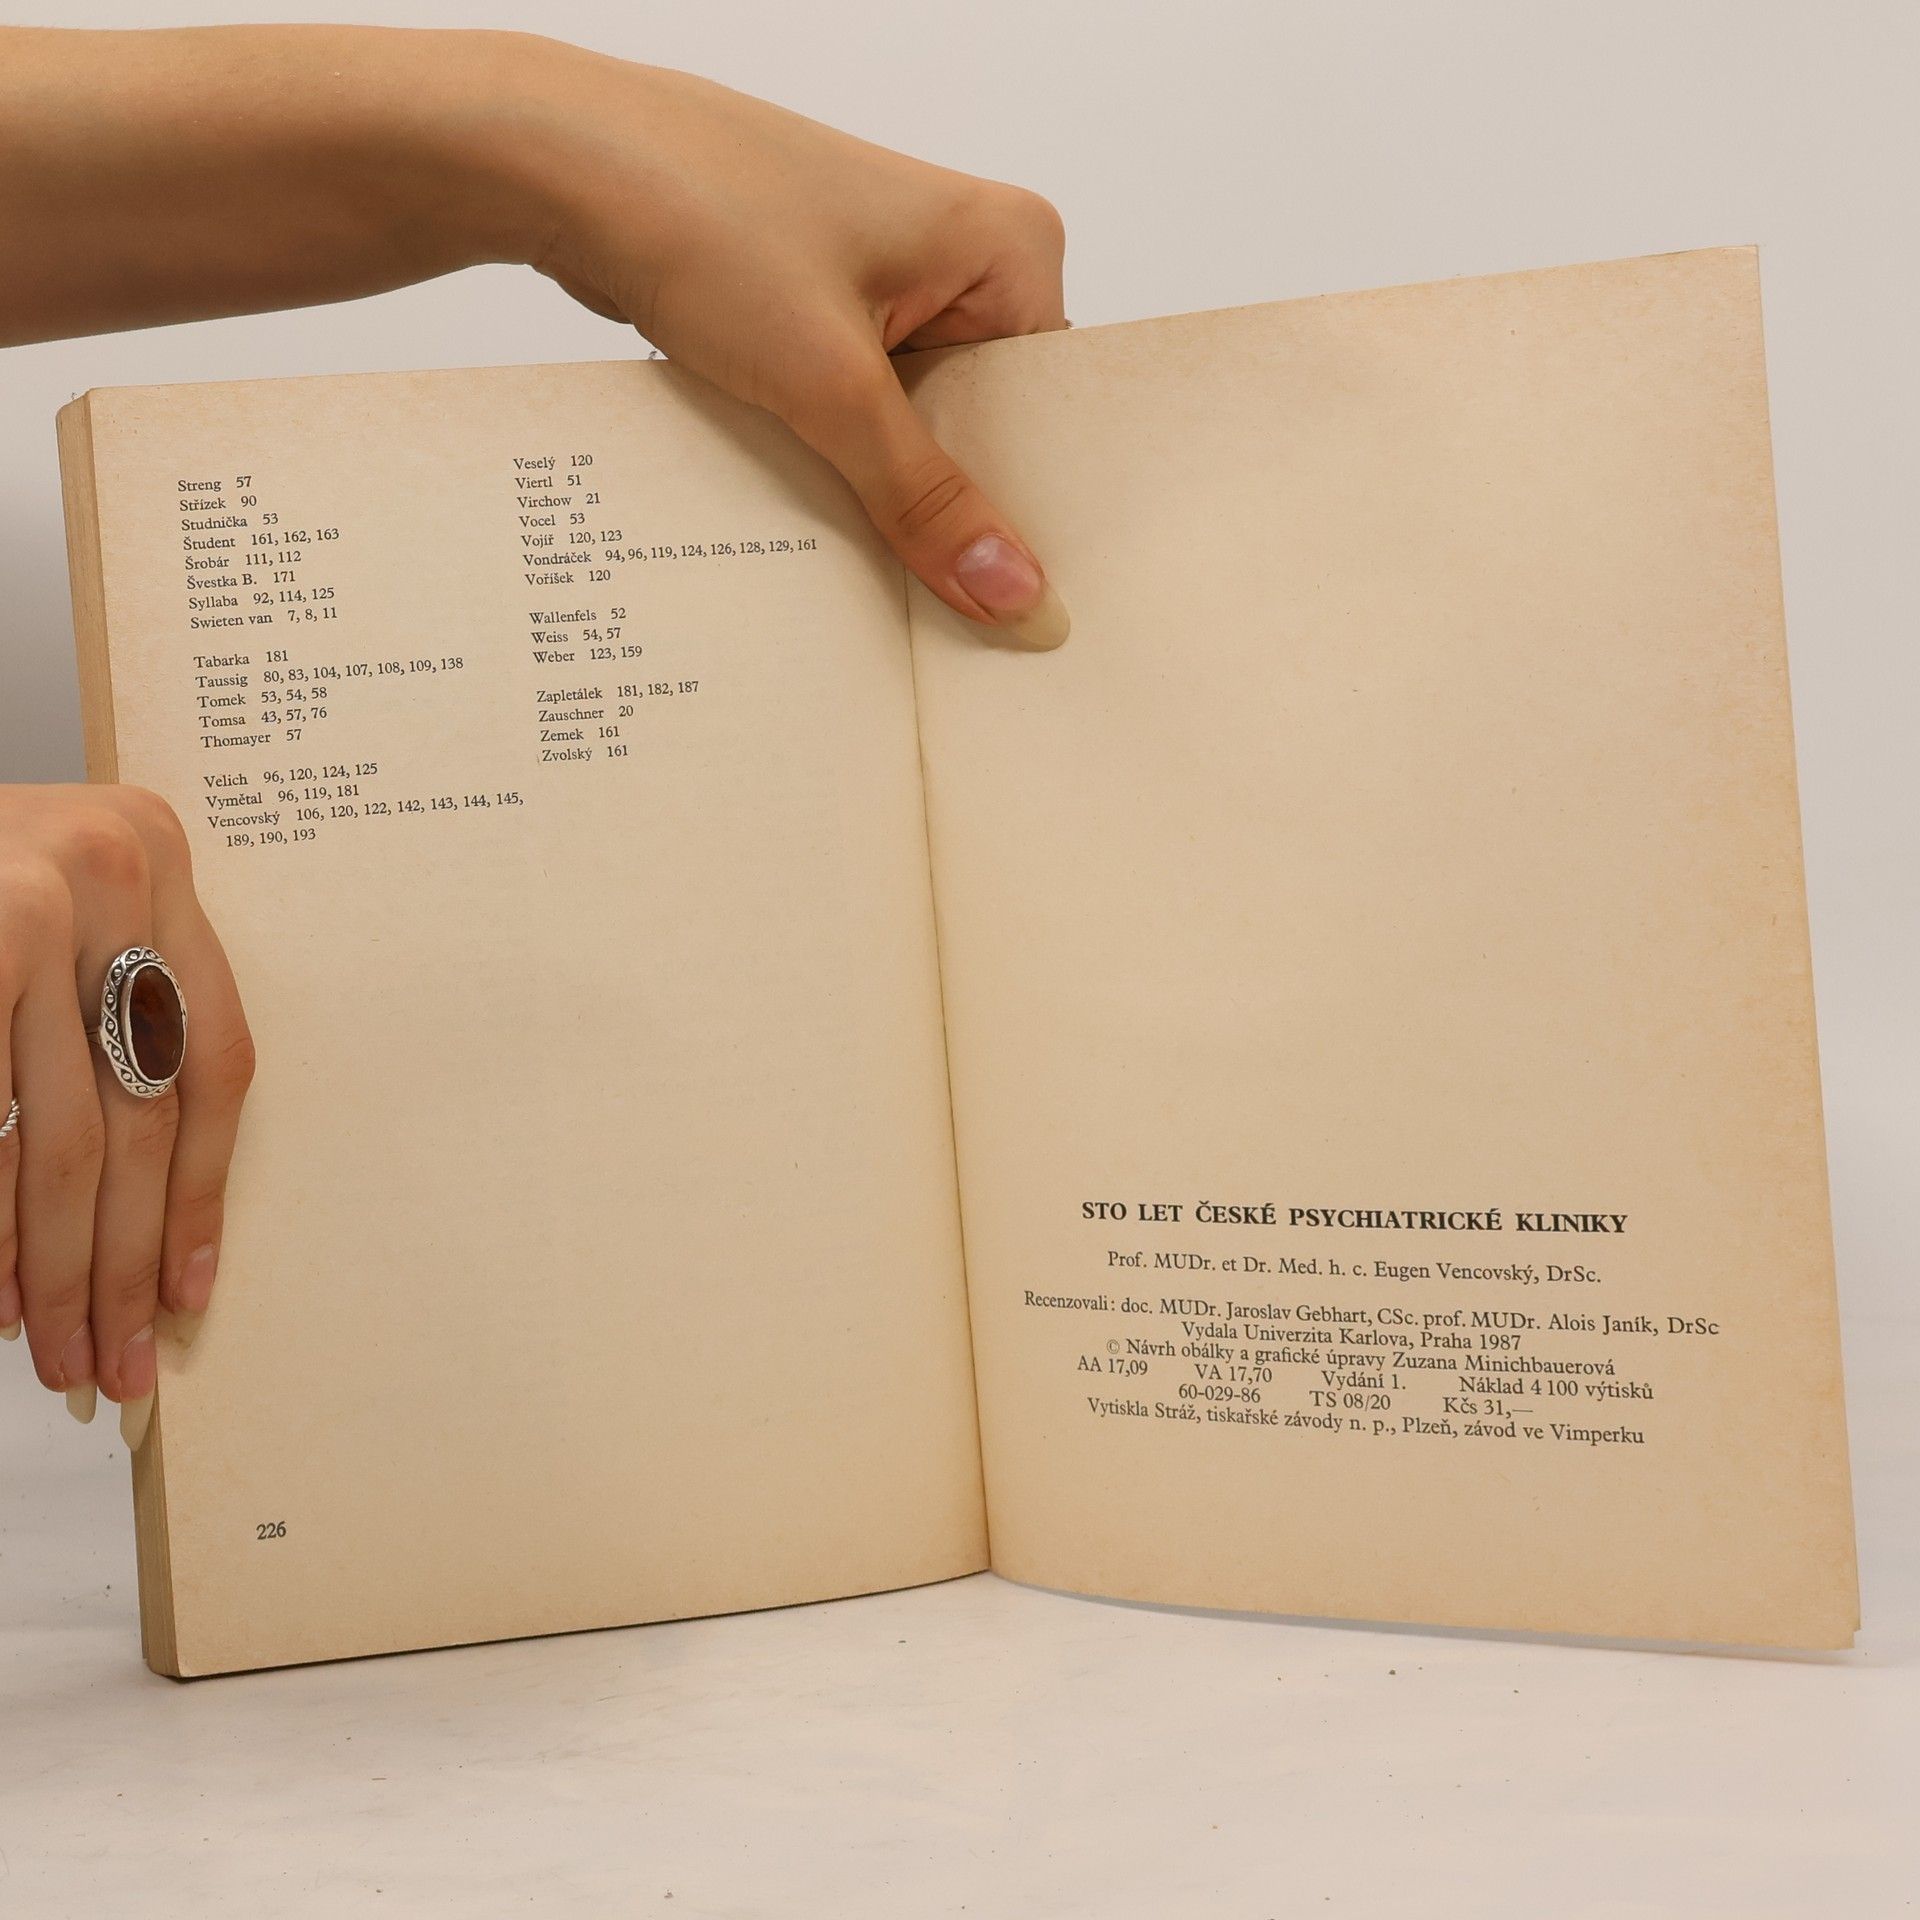 Streng 57
Střízek 90
Studnička 53
Študent 161, 162, 163
Šrobár 111, 112
Švestka B. 171
Syllaba 92, 114, 125
Swieten van 7, 8, 11
Tabarka 181
Taussig 80, 83, 104, 107, 108, 109, 138
Tomek 53, 54, 58
Tomsa 43, 57, 76
Thomayer 57
Velich 96, 120, 124, 125
Vymětal 96, 119, 181
Vencovský 106, 120, 122, 142, 143, 144, 145,
189, 190, 193
Veselý 120
Viertl 51
Virchow 21
Vocel 53
Vojíř 120, 123
Vondráček 94, 96, 119, 124, 126, 128, 129, 161
Voříšek 120
Wallenfels 52
Weiss 54, 57
Weber 123, 159
Zapletálek 181, 182, 187
Zauschner 20
Zemek 161
Zvolský 161
226
STO LET ČESKÉ PSYCHIATRICKÉ KLINIKY
Prof. MUDr. et Dr. Med. h. c. Eugen Vencovský, DrSc.
Recenzovali: doc. MUDr. Jaroslav Gebhart, CSc. prof. MUDr. Alois Janík, DrSc
Vydala Univerzita Karlova, Praha 1987
© Návrh obálky a grafické úpravy Zuzana Minichbauerová
AA 17,09 VA 17,70 Vydání 1. Náklad 4 100 výtisků
60-029-86 TS 08/20 Kčs 31,—
Vytiskla Stráž, tiskařské závody n. p., Plzeň, závod ve Vimperku